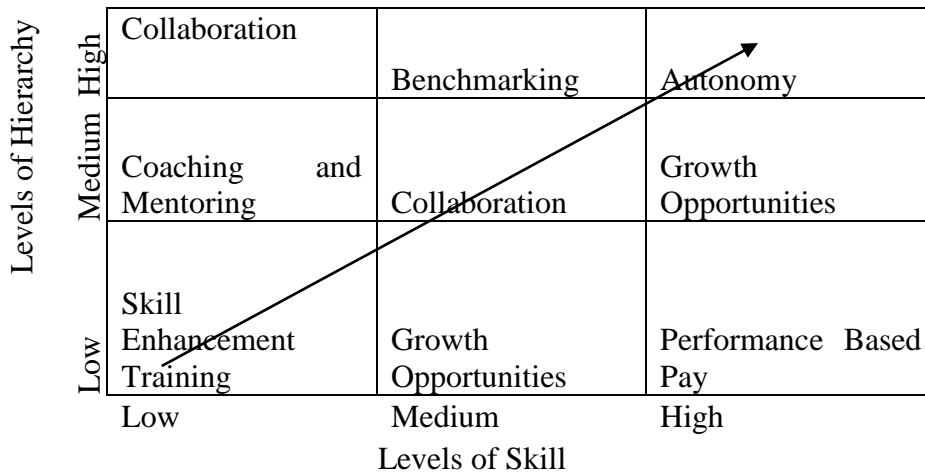 Levels of Hierarchy
High
Collaboration
Benchmarking
Autonomy
Medium
Coaching and
Mentoring
Collaboration
Growth
Opportunities
Low
Skill
Enhancement
Training
Growth
Opportunities
Performance Based
Pay
Low
Medium
High
Levels of Skill